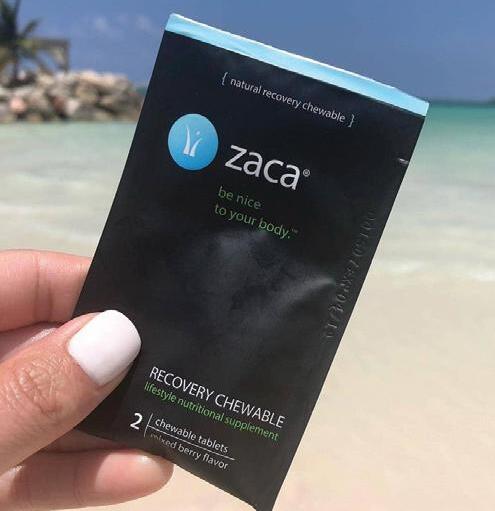 { natural recovery chewable }
zaca®
be nice
to your body.™
RECOVERY CHEWABLE
lifestyle nutritional supplement
2 chewable tablets
mixed berry flavor